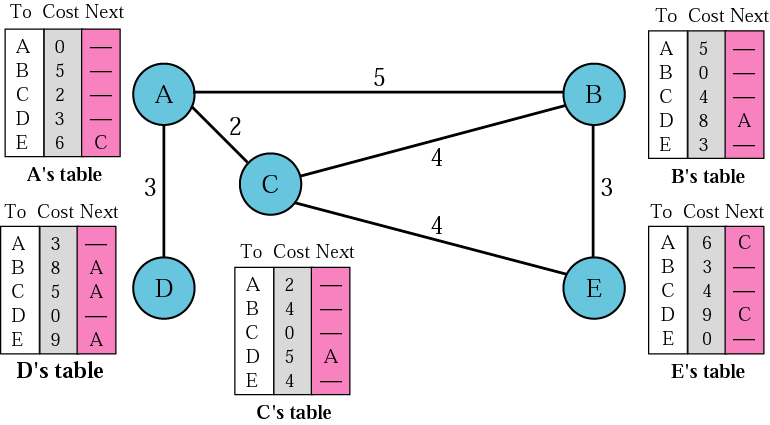 To Cost Next
A 0 —
B 5 —
C 2 —
D 3 —
E 6 C
A's table
To Cost Next
A 5 —
B 0 —
C 4 —
D 8 A
E 3 —
B's table
A
5
B
2
4
C
3
3
4
D
E
To Cost Next
A 3 —
B 8 A
C 5 A
D 0 —
E 9 A
D's table
To Cost Next
A 2 —
B 4 —
C 0 —
D 5 A
E 4 —
C's table
To Cost Next
A 6 C
B 3 —
C 4 —
D 9 C
E 0 —
E's table